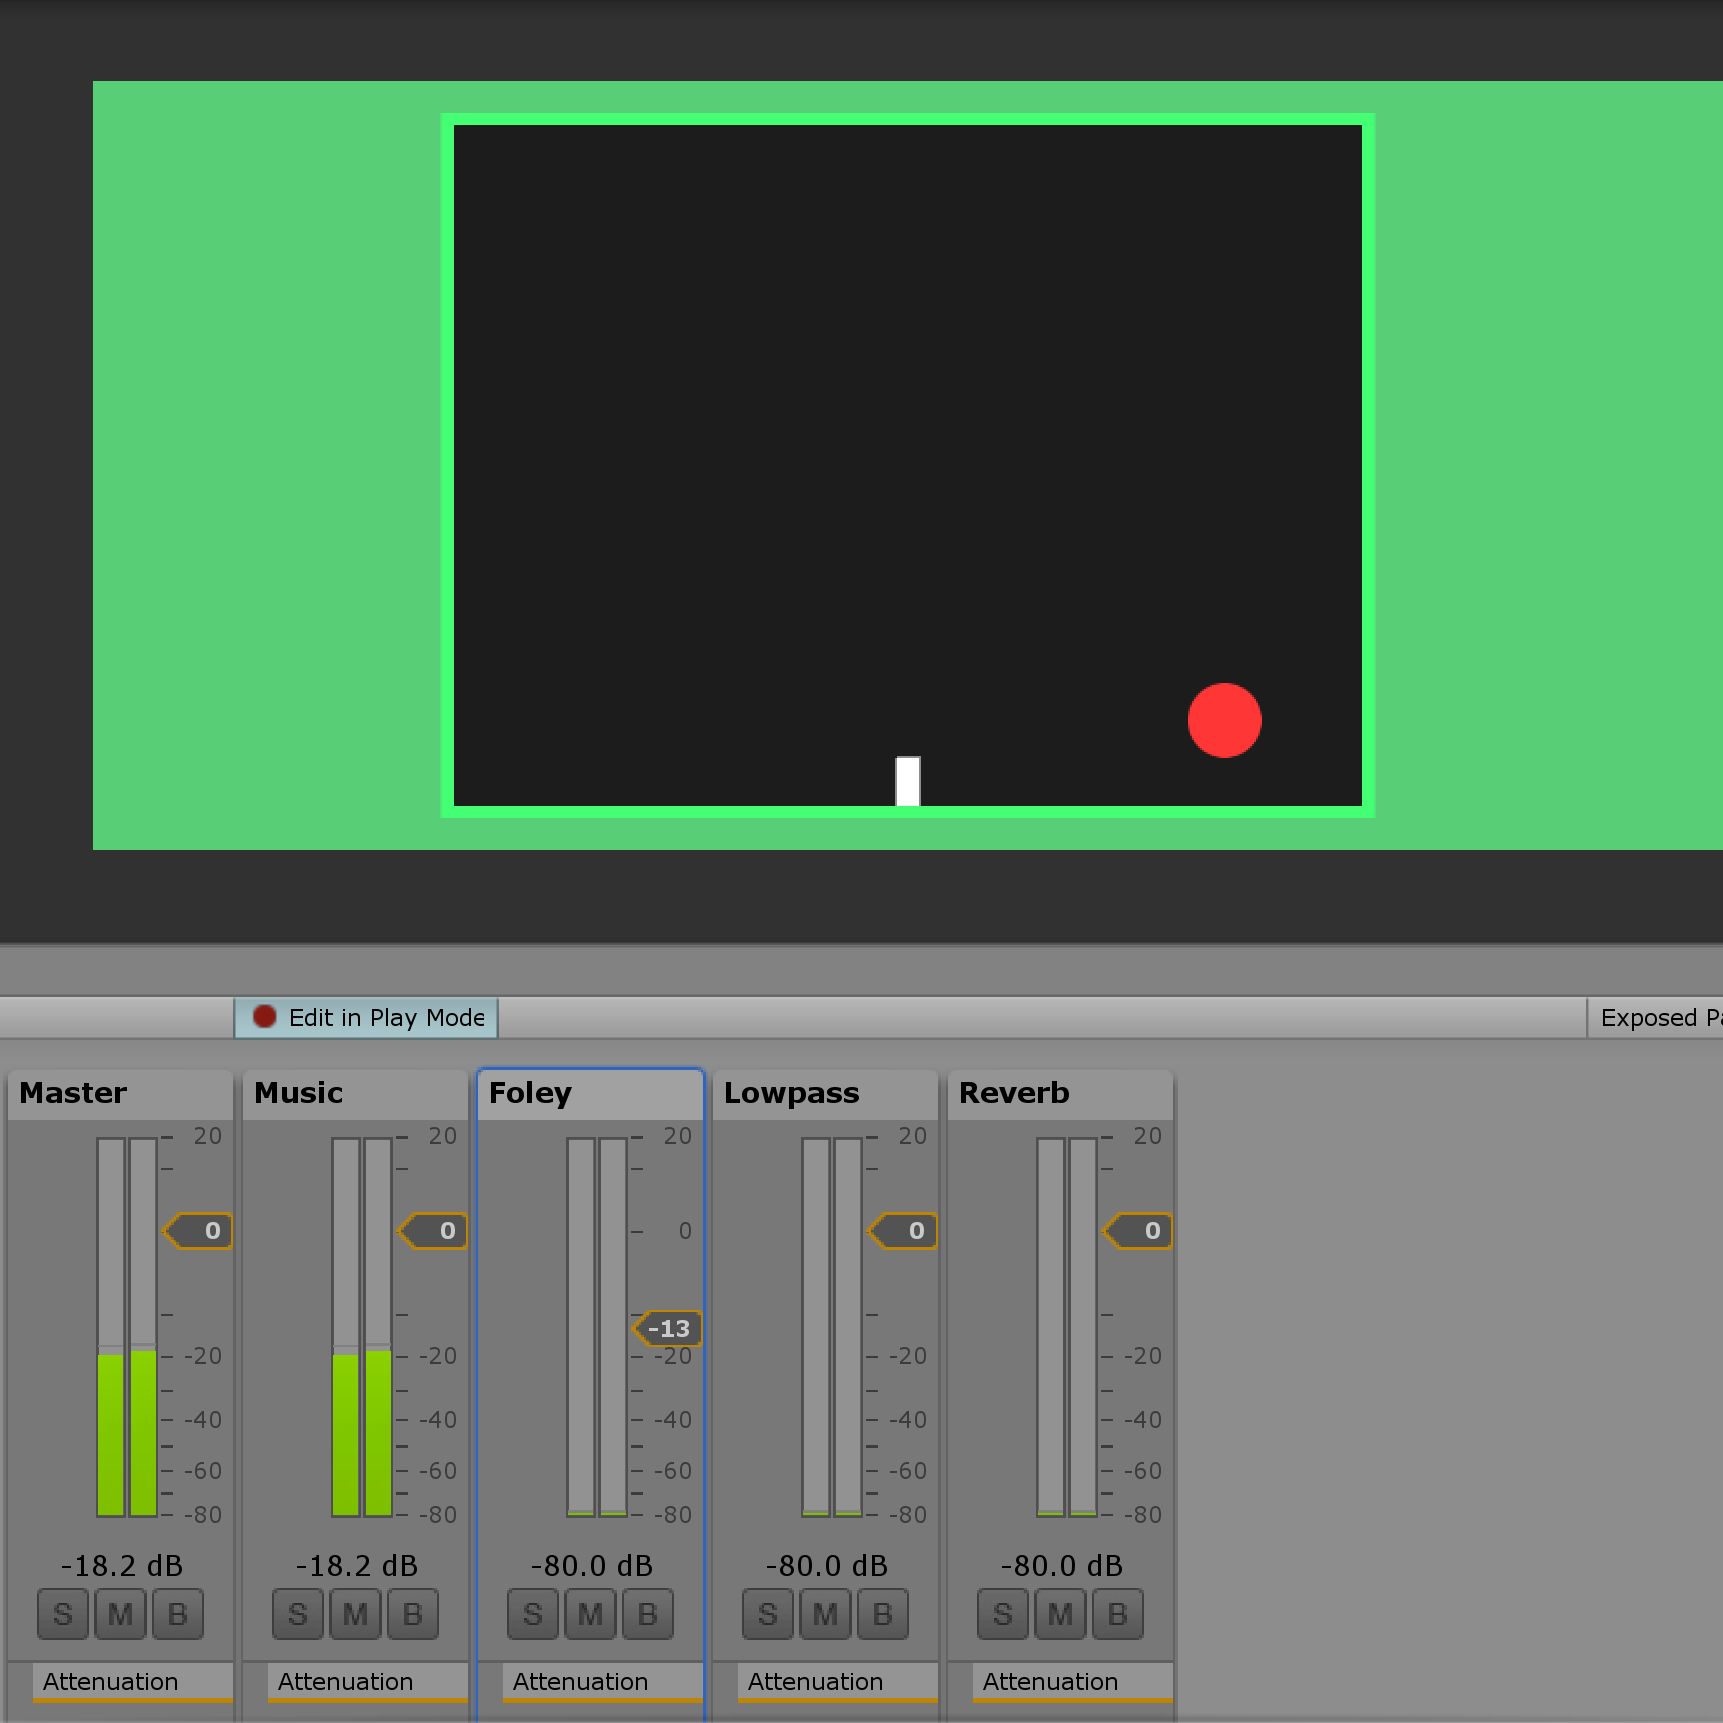 Edit in Play Mode
Exposed Pa
Master Music Foley Lowpass Reverb
20 20 20 20 20
0 0 0 0 0
-13
-20 -20 -20 -20 -20
-40 -40 -40 -40 -40
-60 -60 -60 -60 -60
-80 -80 -80 -80 -80
-18.2 dB -18.2 dB -80.0 dB -80.0 dB -80.0 dB
S M B S M B S M B S M B S M B
Attenuation Attenuation Attenuation Attenuation Attenuation